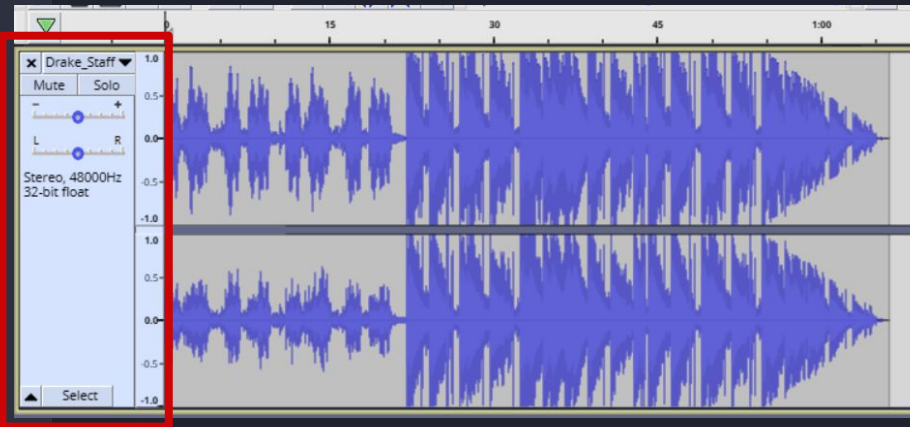 0
15
30
45
1:00
× Drake_Staff
Mute Solo
- +
L R
Stereo, 48000Hz
32-bit float
Select
1.0
0.5-
0.0-
-0.5-
-1.0
1.0
0.5-
0.0-
-0.5-
-1.0